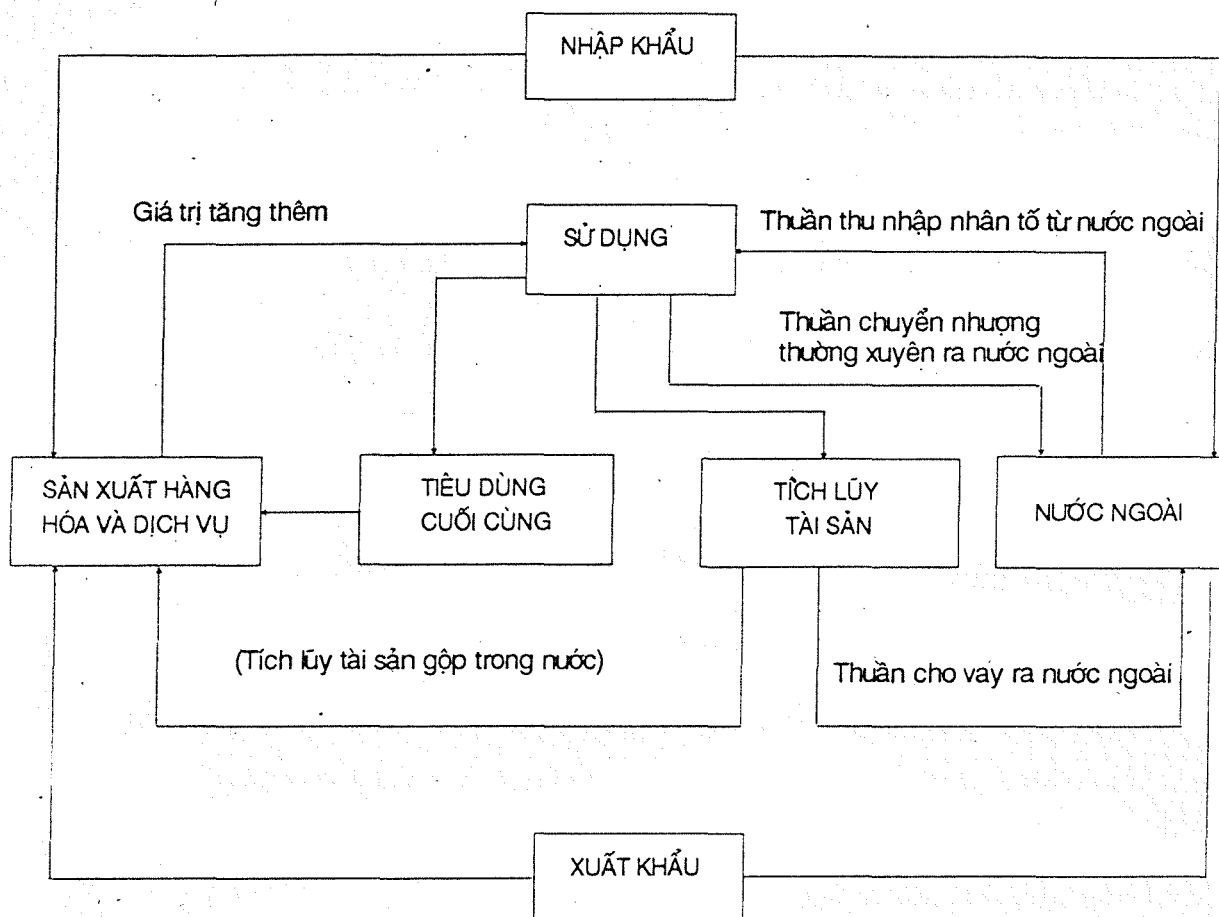 NHẬP KHẨU
Giá trị tăng thêm
SỬ DỤNG
Thuần thu nhập nhân tố từ nước ngoài
Thuần chuyển nhượng
thường xuyên ra nước ngoài
SẢN XUẤT HÀNG
HÓA VÀ DỊCH VỤ
TIÊU DÙNG
CUỐI CÙNG
TÍCH LŨY
TÀI SẢN
NƯỚC NGOÀI
(Tích lũy tài sản gộp trong nước)
Thuần cho vay ra nước ngoài
XUẤT KHẨU